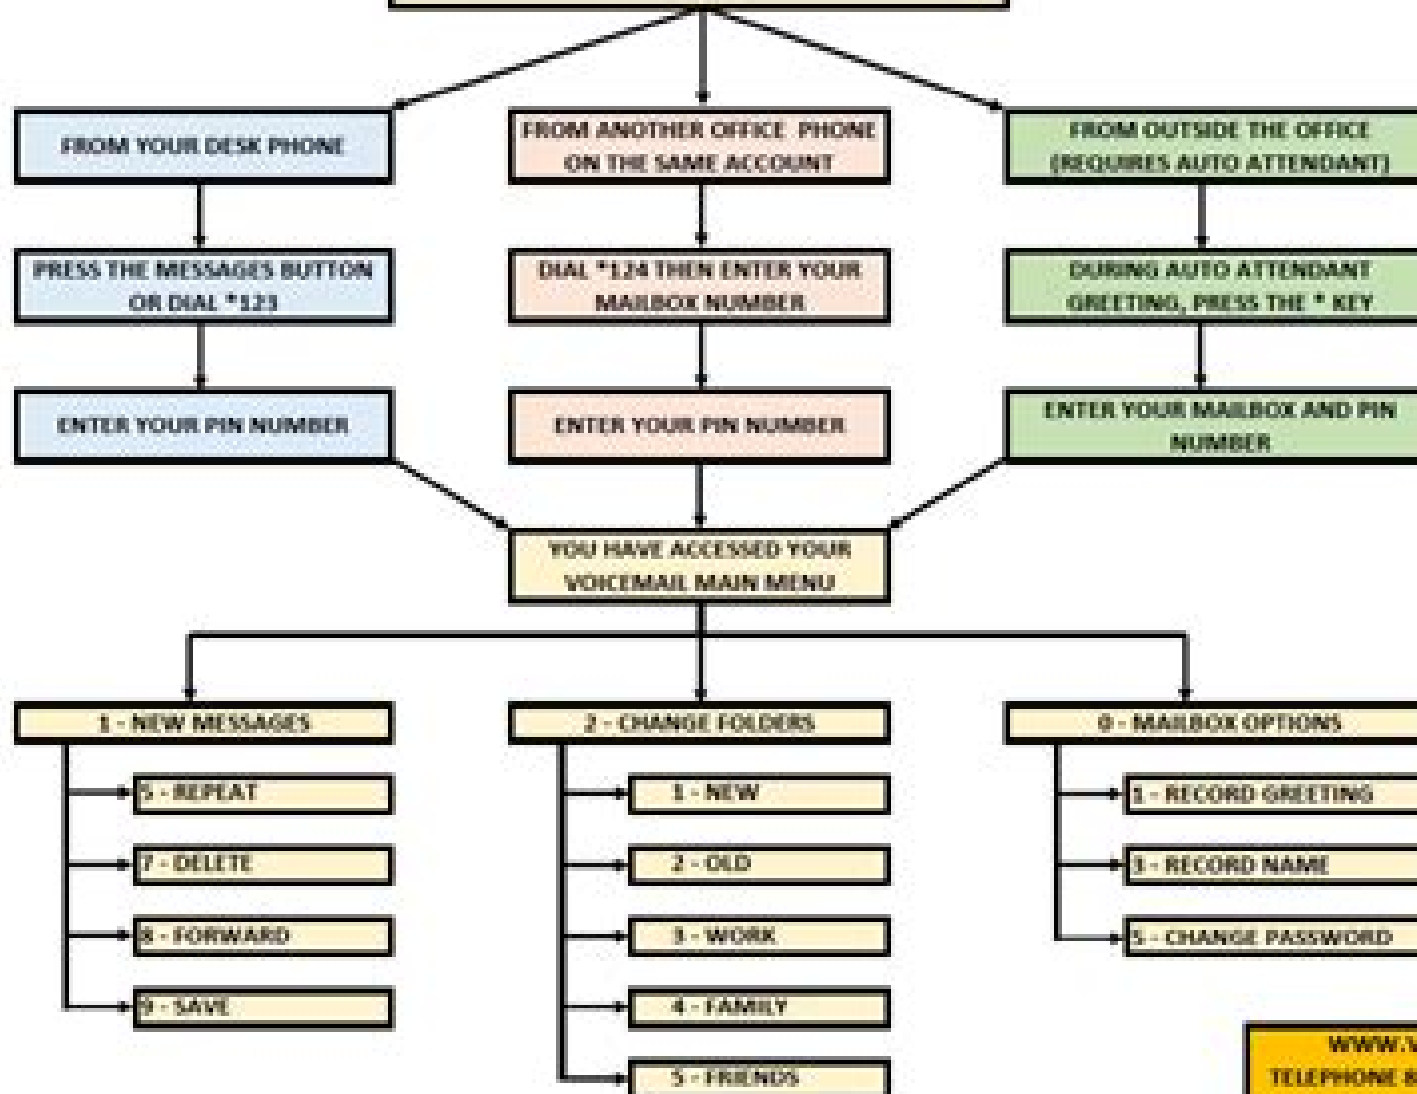 FROM YOUR DESK PHONE
FROM ANOTHER OFFICE PHONE
ON THE SAME ACCOUNT
FROM OUTSIDE THE OFFICE
(REQUIRES AUTO ATTENDANT)
PRESS THE MESSAGES BUTTON
OR DIAL *123
DIAL *124 THEN ENTER YOUR
MAILBOX NUMBER
DURING AUTO ATTENDANT
GREETING, PRESS THE * KEY
ENTER YOUR PIN NUMBER
ENTER YOUR PIN NUMBER
ENTER YOUR MAILBOX AND PIN
NUMBER
YOU HAVE ACCESSED YOUR
VOICEMAIL MAIN MENU
1 - NEW MESSAGES
5 - REPEAT
7 - DELETE
8 - FORWARD
9 - SAVE
2 - CHANGE FOLDERS
1 - NEW
2 - OLD
3 - WORK
4 - FAMILY
5 - FRIENDS
0 - MAILBOX OPTIONS
1 - RECORD GREETING
3 - RECORD NAME
5 - CHANGE PASSWORD
WWW.
TELEPHONE 8